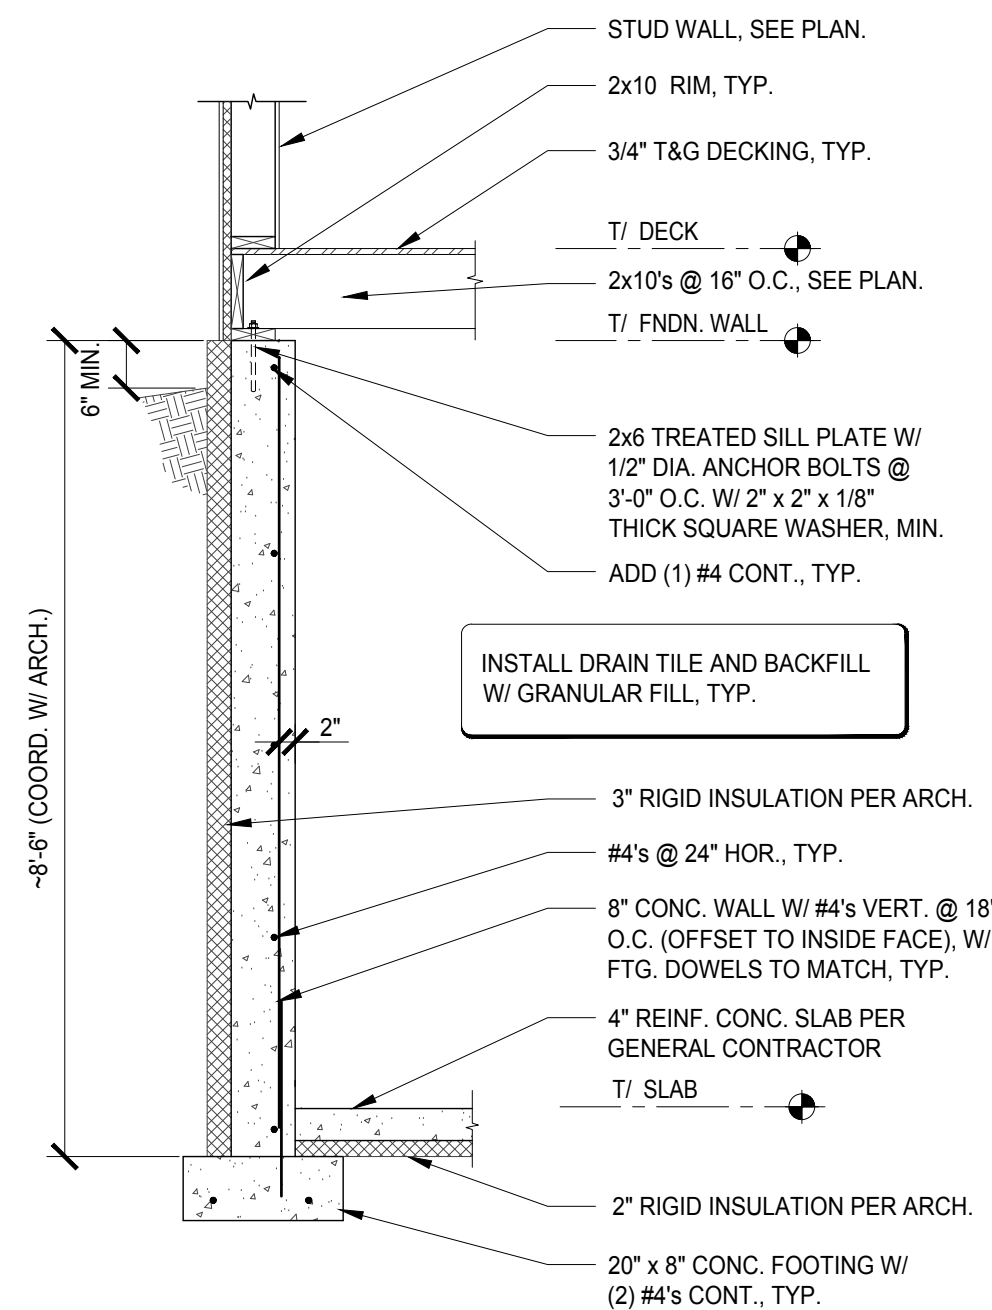 STUD WALL, SEE PLAN.
2x10 RIM, TYP.
3/4" T&G DECKING, TYP.
T/ DECK
2x10's @ 16" O.C., SEE PLAN.
T/ FNDN. WALL
6" MIN.
2x6 TREATED SILL PLATE W/
1/2" DIA. ANCHOR BOLTS @
3'-0" O.C. W/ 2" x 2" x 1/8"
THICK SQUARE WASHER, MIN.
ADD (1) #4 CONT., TYP.
INSTALL DRAIN TILE AND BACKFILL
W/ GRANULAR FILL, TYP.
2"
~8'-6" (COORD. W/ ARCH.)
3" RIGID INSULATION PER ARCH.
#4's @ 24" HOR., TYP.
8" CONC. WALL W/ #4's VERT. @ 18"
O.C. (OFFSET TO INSIDE FACE), W/
FTG. DOWELS TO MATCH, TYP.
4" REINF. CONC. SLAB PER
GENERAL CONTRACTOR
T/ SLAB
2" RIGID INSULATION PER ARCH.
20" x 8" CONC. FOOTING W/
(2) #4's CONT., TYP.